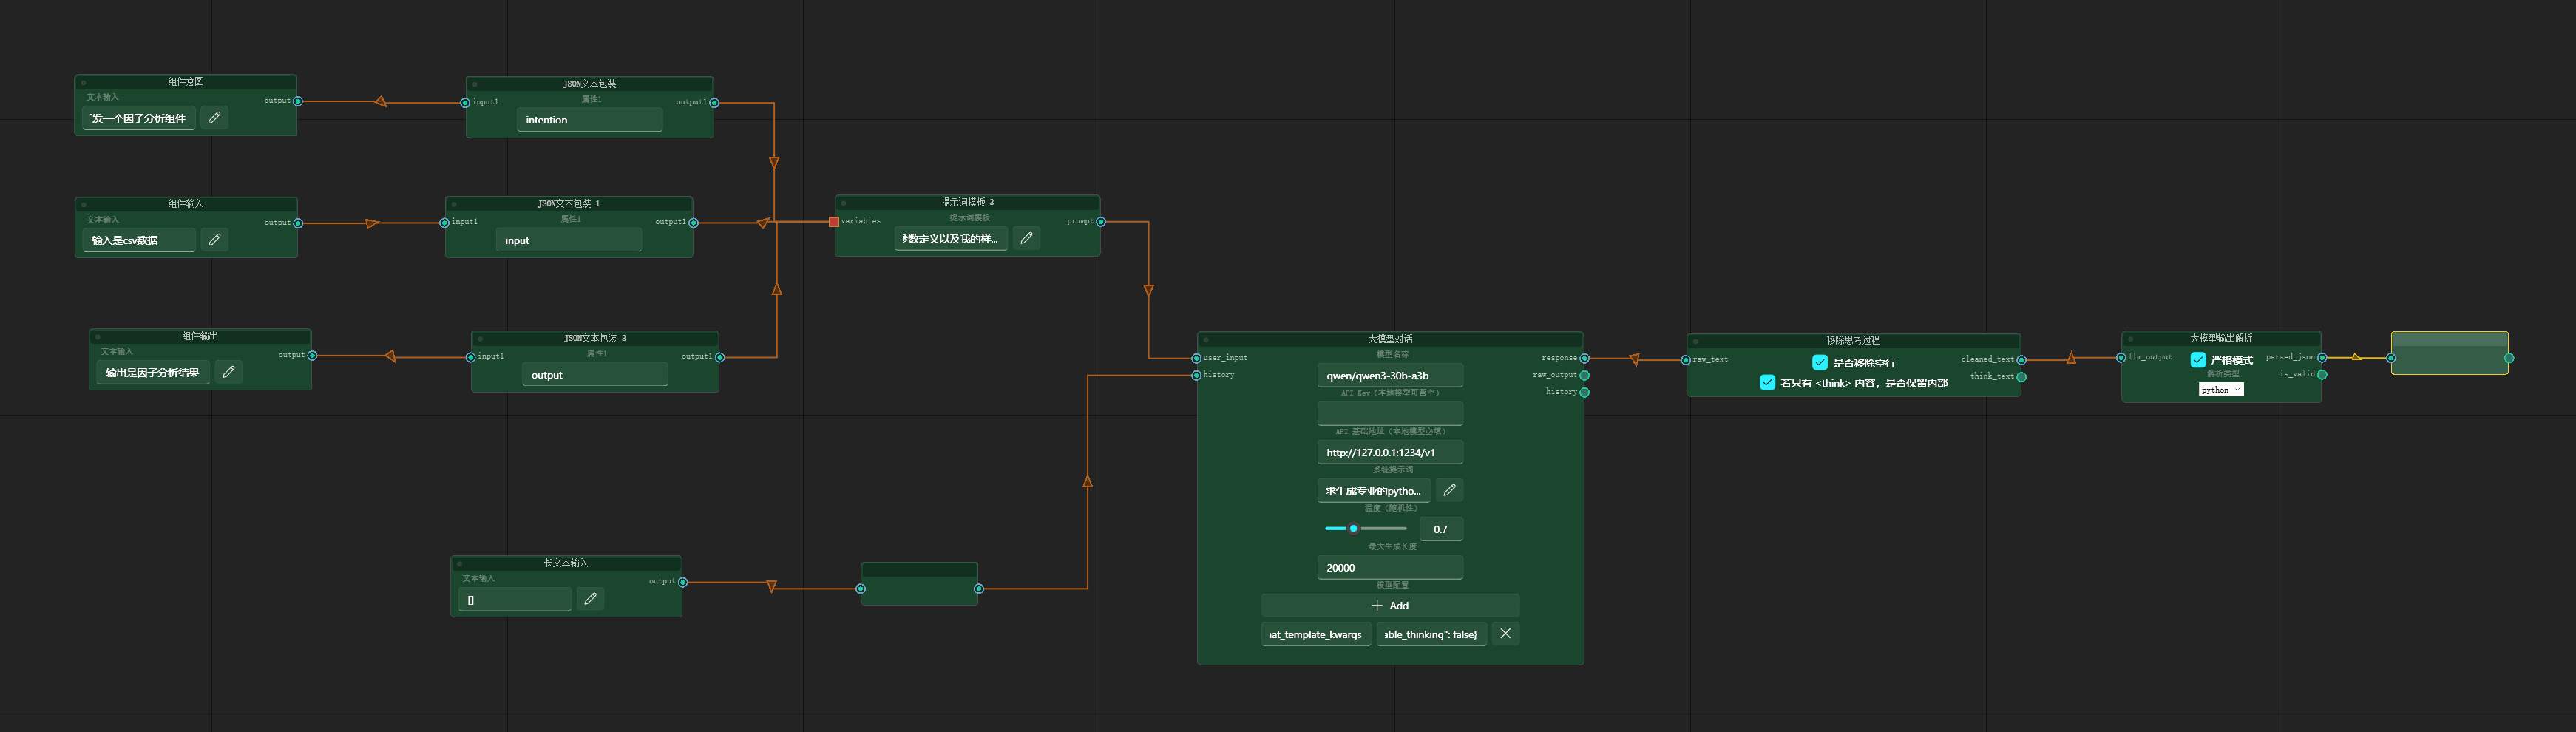 组件意图
文本输入
发一个因子分析组件
output
JSON文本包装
input1
属性1
output1
intention
组件输入
文本输入
输入是csv数据
output
JSON文本包装 1
input1
属性1
output1
input
组件输出
文本输入
输出是因子分析结果
output
JSON文本包装 3
input1
属性1
output1
output
提示词模板 3
variables
提示词模板
prompt
数定义以及我的样...
长文本输入
文本输入
[]
output
大模型对话
user_input
history
模型名称
qwen/qwen3-30b-a3b
response
raw_output
history
API Key（本地模型可留空）
API 基础地址（本地模型必填）
http://127.0.0.1:1234/v1
系统提示词
求生成专业的pytho...
温度（随机性）
0.7
最大生成长度
20000
模型配置
Add
at_template_kwargs
able_thinking": false}
移除思考过程
raw_text
是否移除空行
若只有 <think> 内容，是否保留内部
cleaned_text
think_text
大模型输出解析
llm_output
严格模式
解析类型
python
parsed_json
is_valid